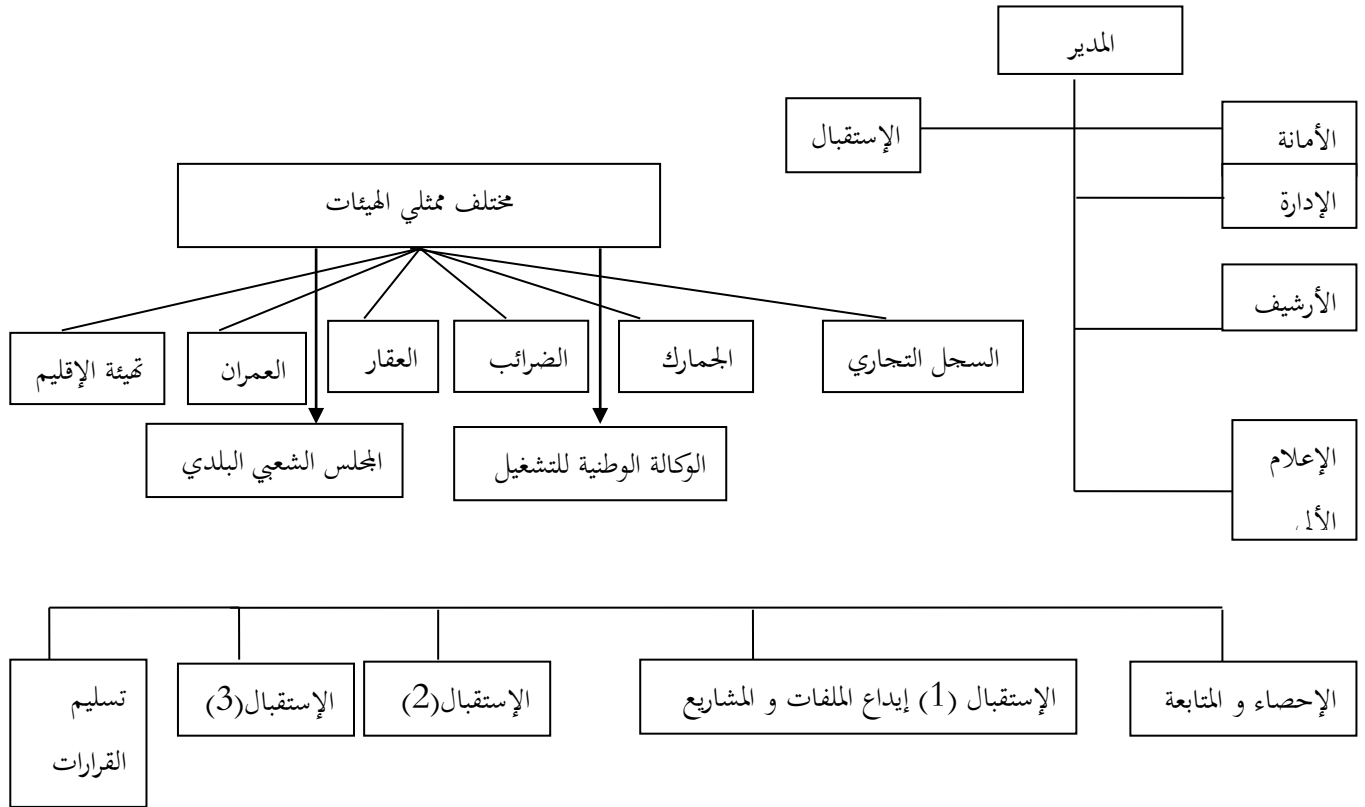 المدير
الإستقبال
الأمانة
الإدارة
مختلف ممثلي الهيئات
الأرشيف
السجل التجاري
الجمارك
الضرائب
العقار
العمران
تهيئة الإقليم
الوكالة الوطنية للتشغيل
المجلس الشعبي البلدي
الإعلام
الألي
الإحصاء و المتابعة
الإستقبال (1) إيداع الملفات و المشاريع
الإستقبال(2)
الإستقبال(3)
تسليم
القرارات